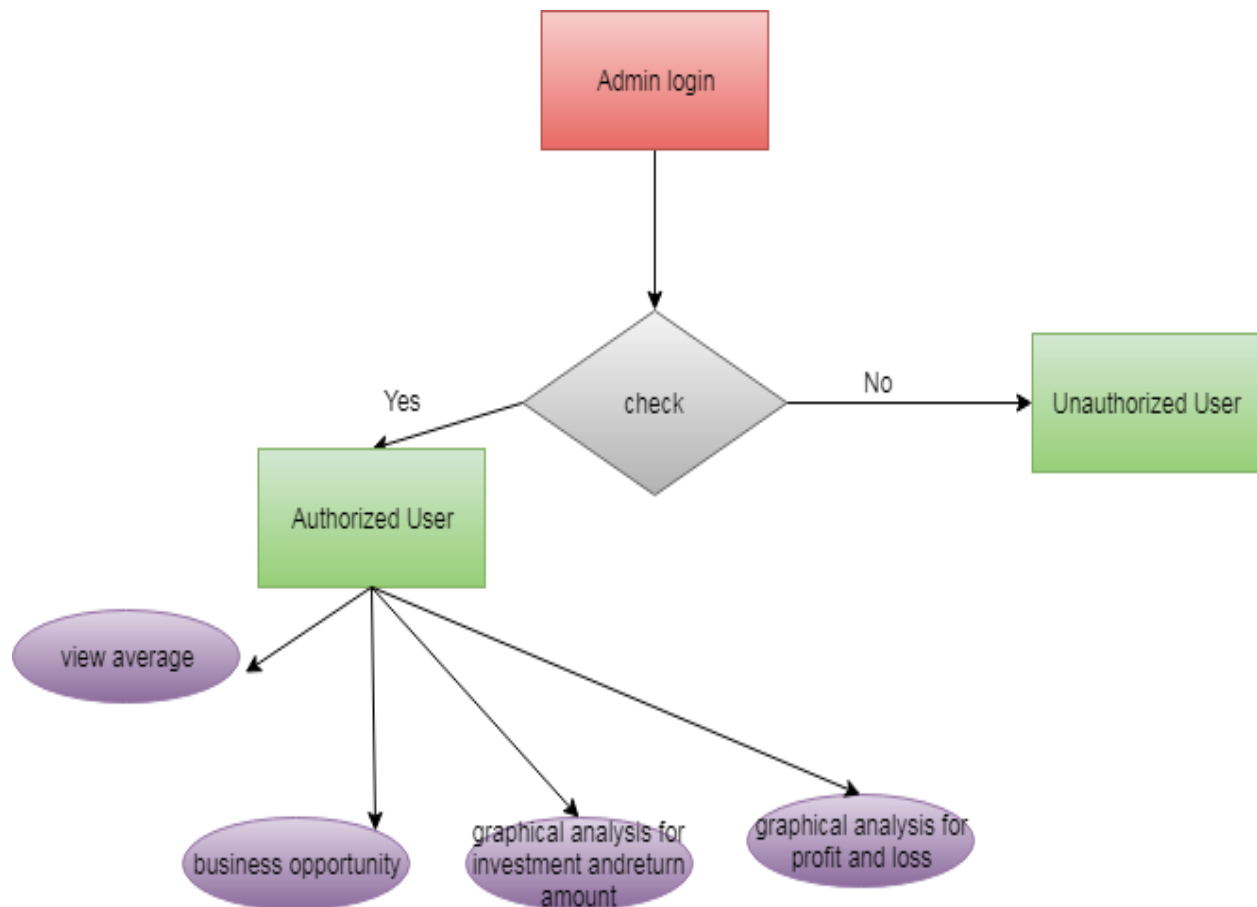 Admin login
Yes
check
No
Unauthorized User
Authorized User
view average
business opportunity
graphical analysis for
investment andreturn
amount
graphical analysis for
profit and loss